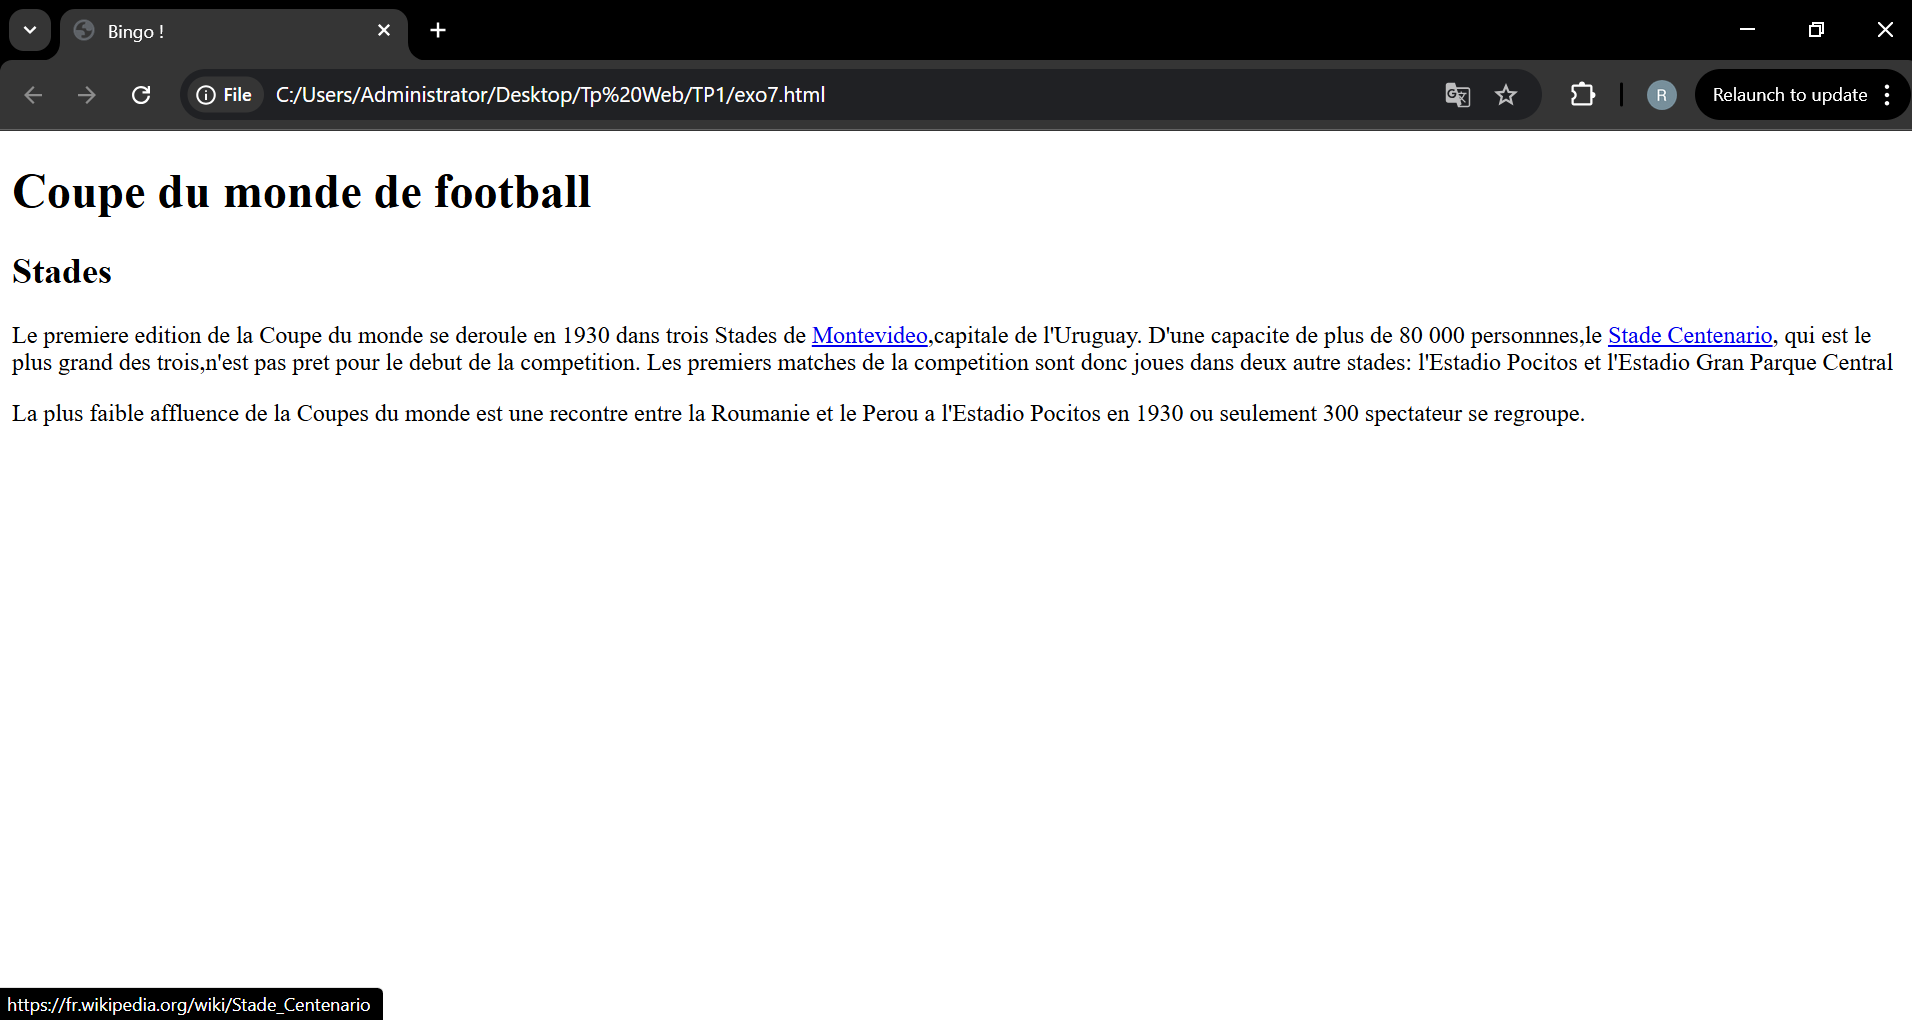 Bingo !
File
C:/Users/Administrator/Desktop/Tp%20Web/TP1/exo7.html
R
Relaunch to update
Coupe du monde de football
Stades
Le premiere edition de la Coupe du monde se deroule en 1930 dans trois Stades de Montevideo,capitale de l'Uruguay. D'une capacite de plus de 80 000 personnnes,le Stade Centenario, qui est le
plus grand des trois,n'est pas pret pour le debut de la competition. Les premiers matches de la competition sont donc joues dans deux autre stades: l'Estadio Pocitos et l'Estadio Gran Parque Central
La plus faible affluence de la Coupes du monde est une recontre entre la Roumanie et le Perou a l'Estadio Pocitos en 1930 ou seulement 300 spectateur se regroupe.
https://fr.wikipedia.org/wiki/Stade_Centenario